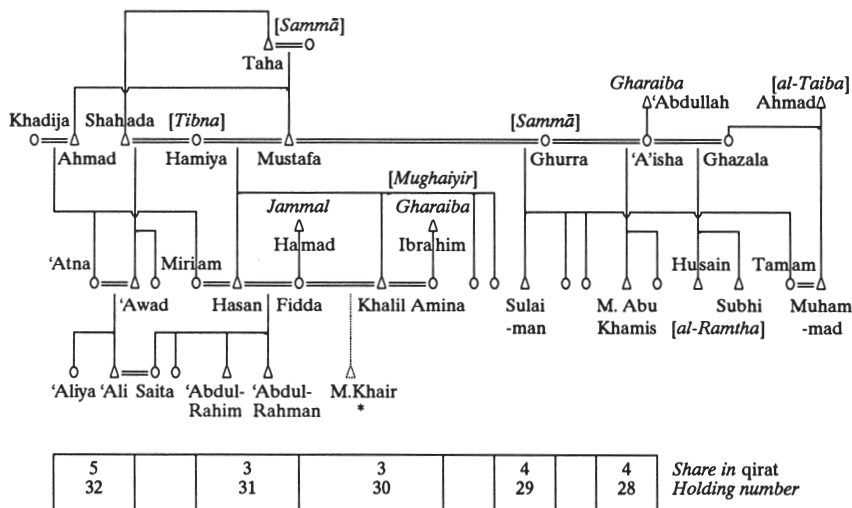 [Sammā]
Taha
Gharaiba [al-Taiba]
Khadija Shahada [Tibna] [Sammā] ‘Abdullah Ahmad
Ahmad Hamiya Mustafa Ghurra ‘A’isha Ghazala
[Mughaiyir]
Jammal Gharaiba
‘Atna Miriam Hamad Ibrahim Husain Tamam
‘Awad Hasan Fidda Khalil Amina Sulai M. Abu Subhi Muham
-man Khamis [al-Ramtha] -mad
‘Aliya ‘Ali Saita ‘Abdul- ‘Abdul- M.Khair
Rahim Rahman *
5 3 3 4 4 Share in qirat
32 31 30 29 28 Holding number